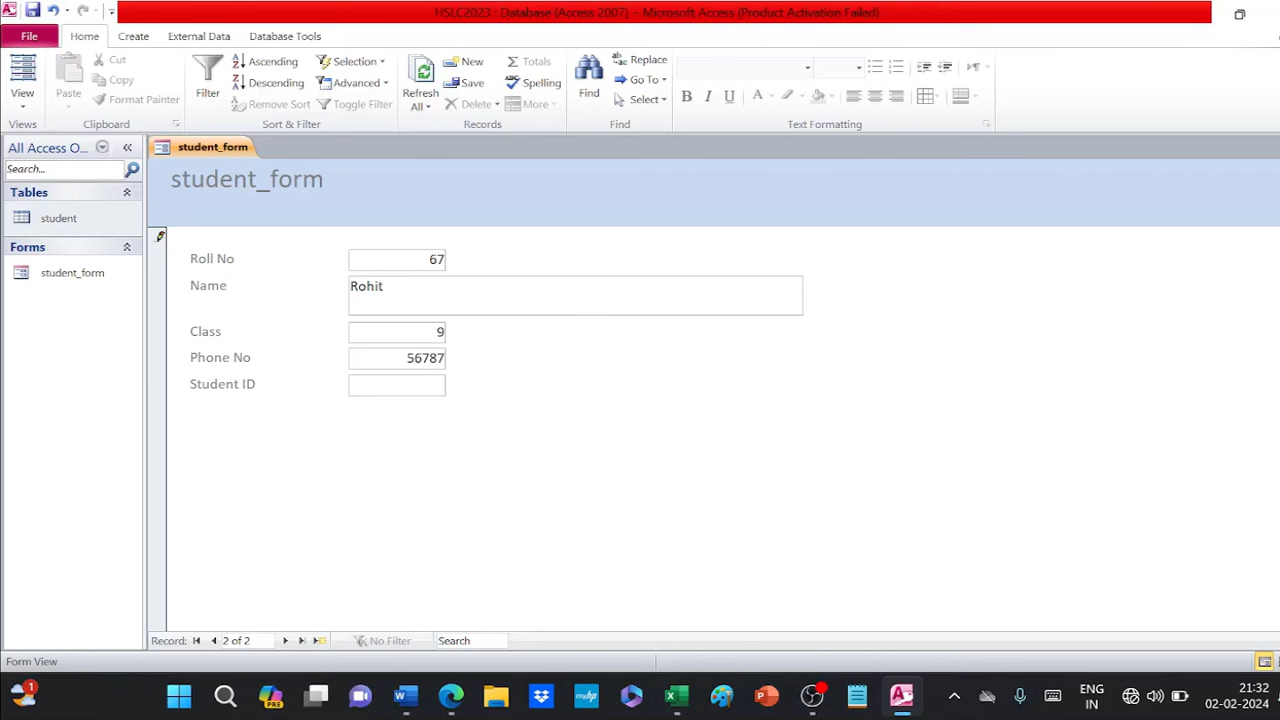 HSLC2023 : Database (Access 2007) - Microsoft Access (Product Activation Failed)
File Home Create External Data Database Tools
View
Views
Paste
Cut
Copy
Format Painter
Clipboard
Filter
Ascending
Descending
Remove Sort
Selection
Advanced
Toggle Filter
Sort & Filter
Refresh
All
New
Save
Delete
Totals
Spelling
More
Records
Find
Replace
Go To
Select
Find
B I U A
Text Formatting
All Access O...
Search...
Tables
student
Forms
student_form
student_form
student_form
Roll No 67
Name Rohit
Class 9
Phone No 56787
Student ID
Record: 2 of 2 No Filter Search
Form View
1
PRE
W
myhp
X
P
A
ENG
IN
21:32
02-02-2024